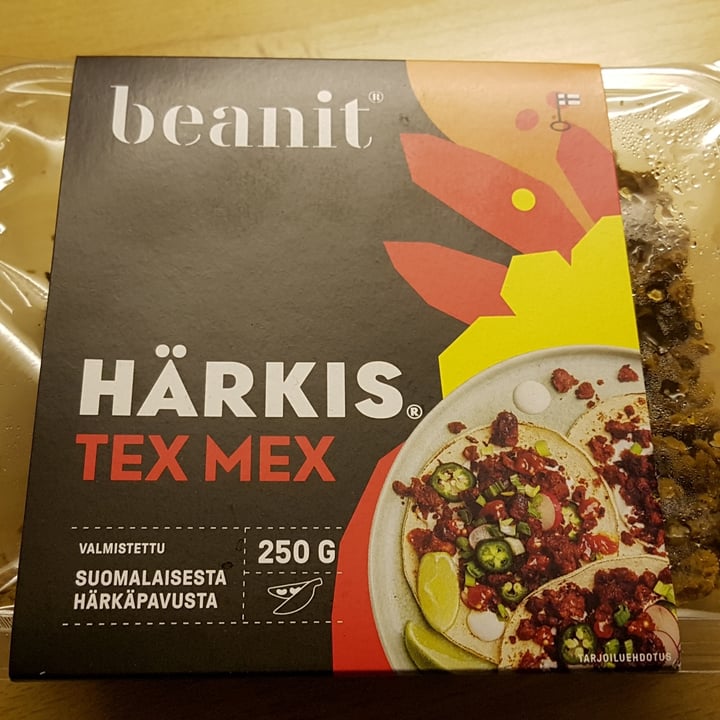 beanit®
HÄRKIS®
TEX MEX
VALMISTETTU
SUOMALAISESTA
HÄRKÄPAVUSTA
250 G
TARJOILUEHDOTUS